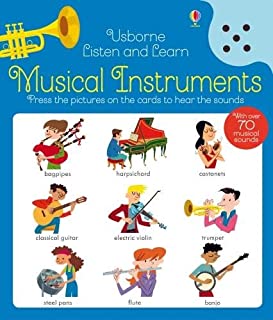 Usborne
Listen and Learn
Musical Instruments
Press the pictures on the cards to hear the sounds
With over
70
musical
sounds
bagpipes
harpsichord
castanets
classical guitar
electric violin
trumpet
steel pans
flute
banjo